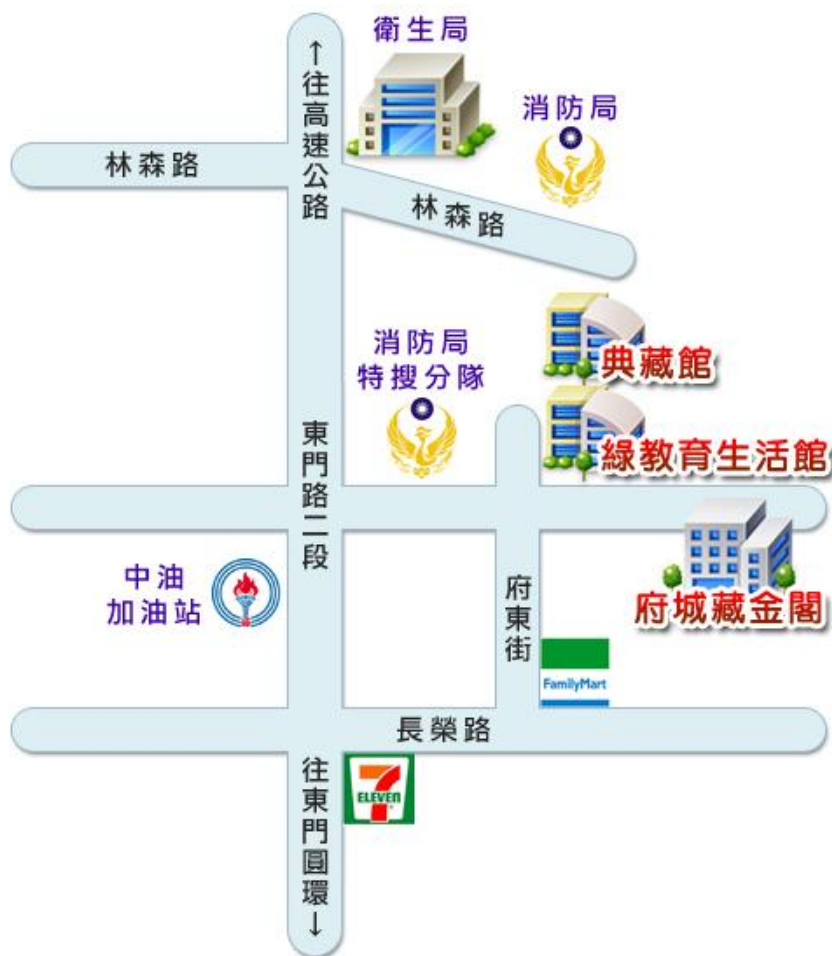 衛生局
↑往高速公路
消防局
林森路
林森路
消防局
特搜分隊
典藏館
綠教育生活館
東門路二段
中油
加油站
府城藏金閣
府東街
FamilyMart
長榮路
往東門圓環↓
7
ELEVEn